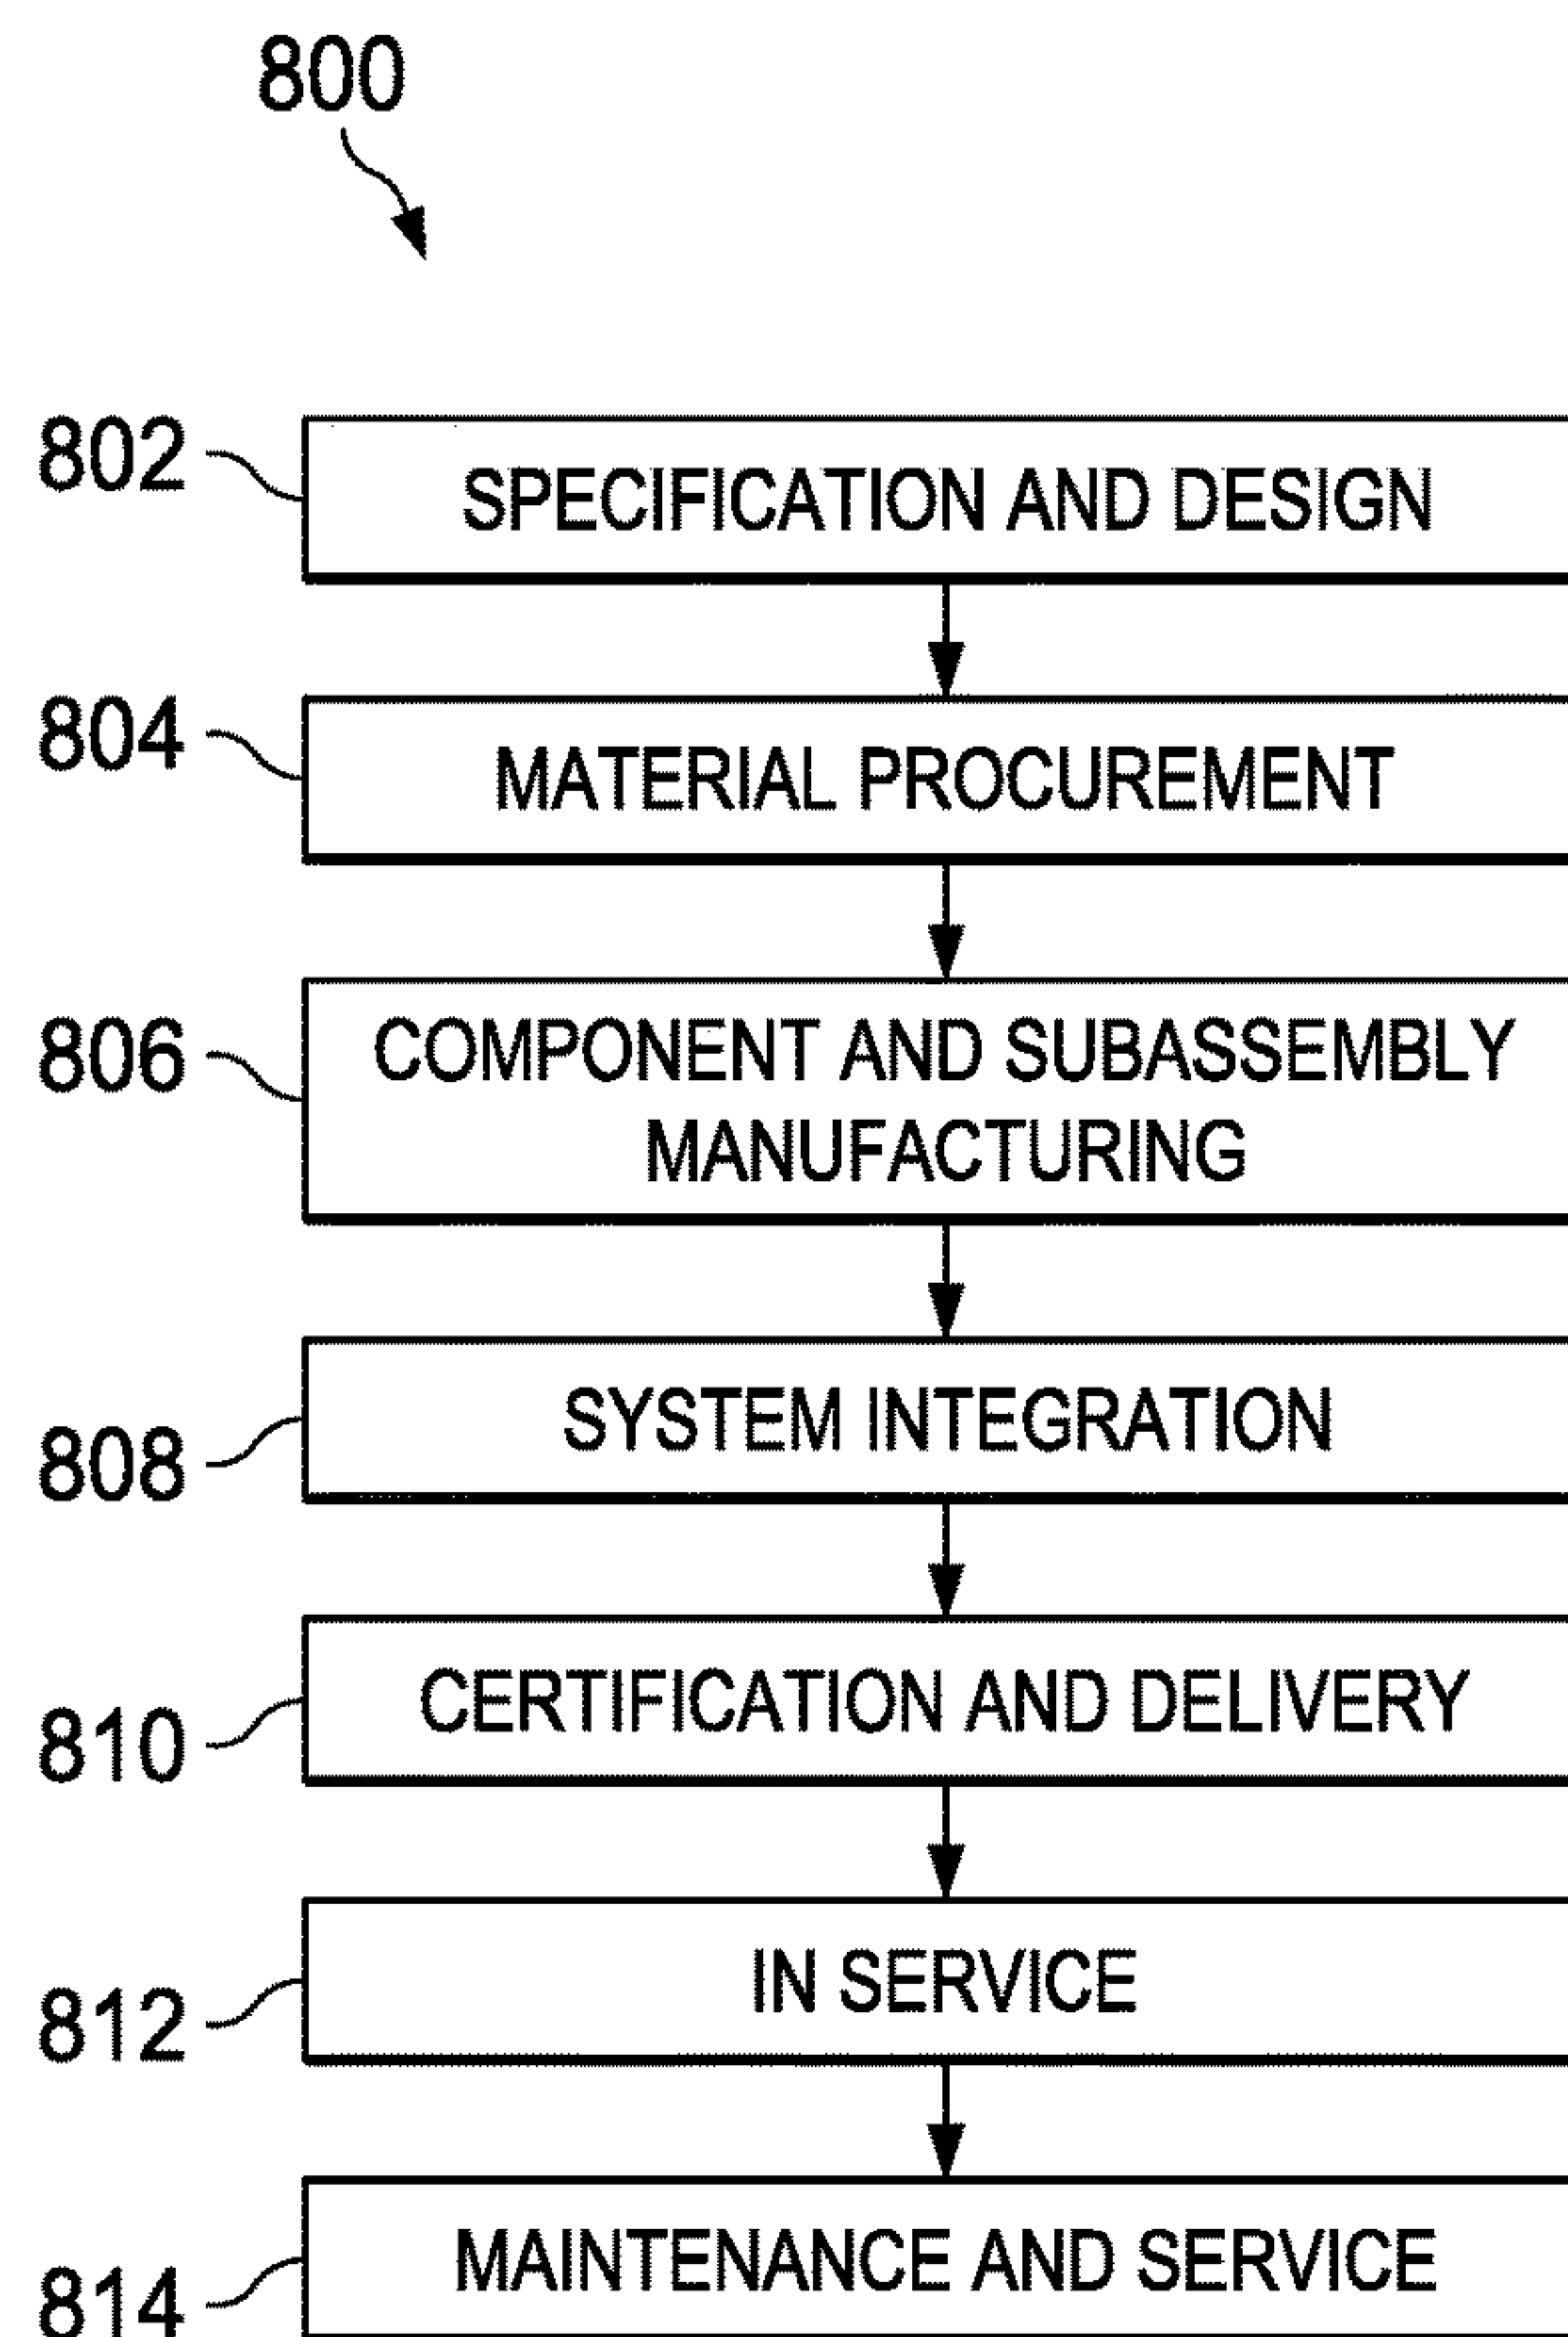 800
802
SPECIFICATION AND DESIGN
804
MATERIAL PROCUREMENT
806
COMPONENT AND SUBASSEMBLY
MANUFACTURING
808
SYSTEM INTEGRATION
810
CERTIFICATION AND DELIVERY
812
IN SERVICE
814
MAINTENANCE AND SERVICE